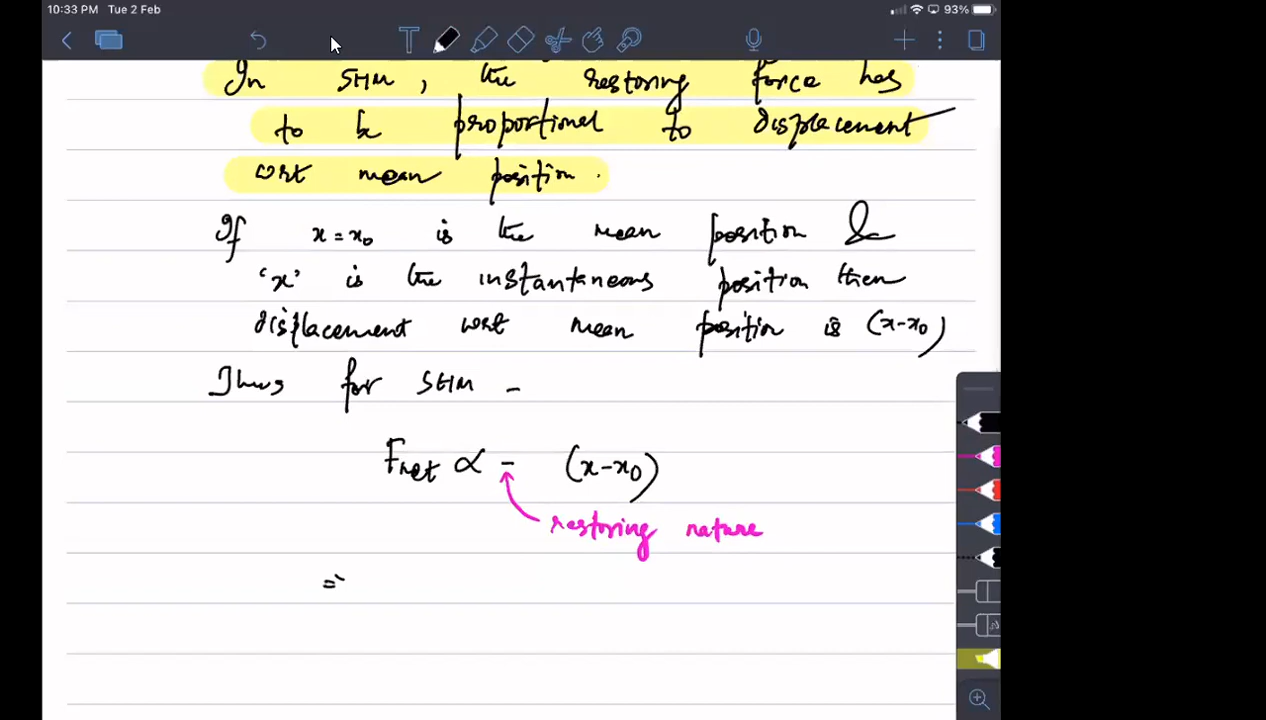 10:33 PM Tue 2 Feb
93%
In SHM, the restoring force has
to be proportional to displacement
wrt mean position.
If x = x₀ is the mean position &
'x' is the instantaneous position then
displacement wrt mean position is (x-x₀)
Thus for SHM -
Fnet ∝ - (x-x₀)
restoring nature
⇒